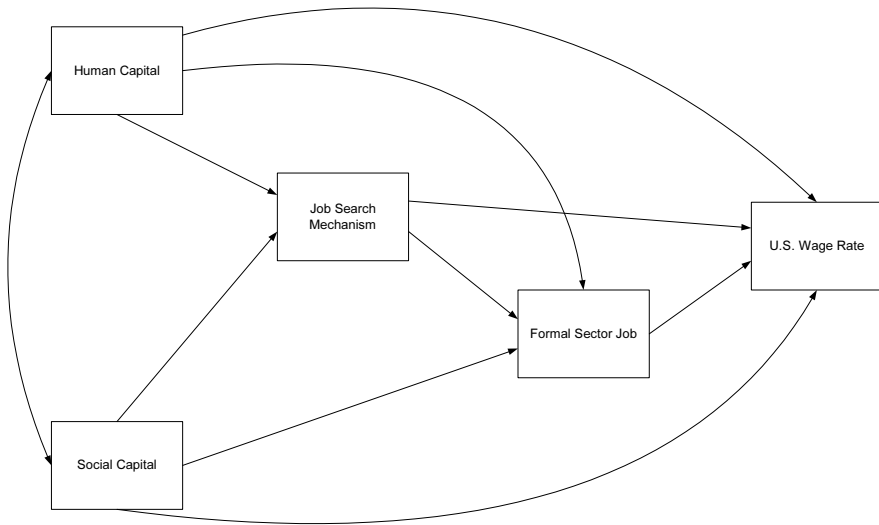 Human Capital
Job Search
Mechanism
U.S. Wage Rate
Formal Sector Job
Social Capital